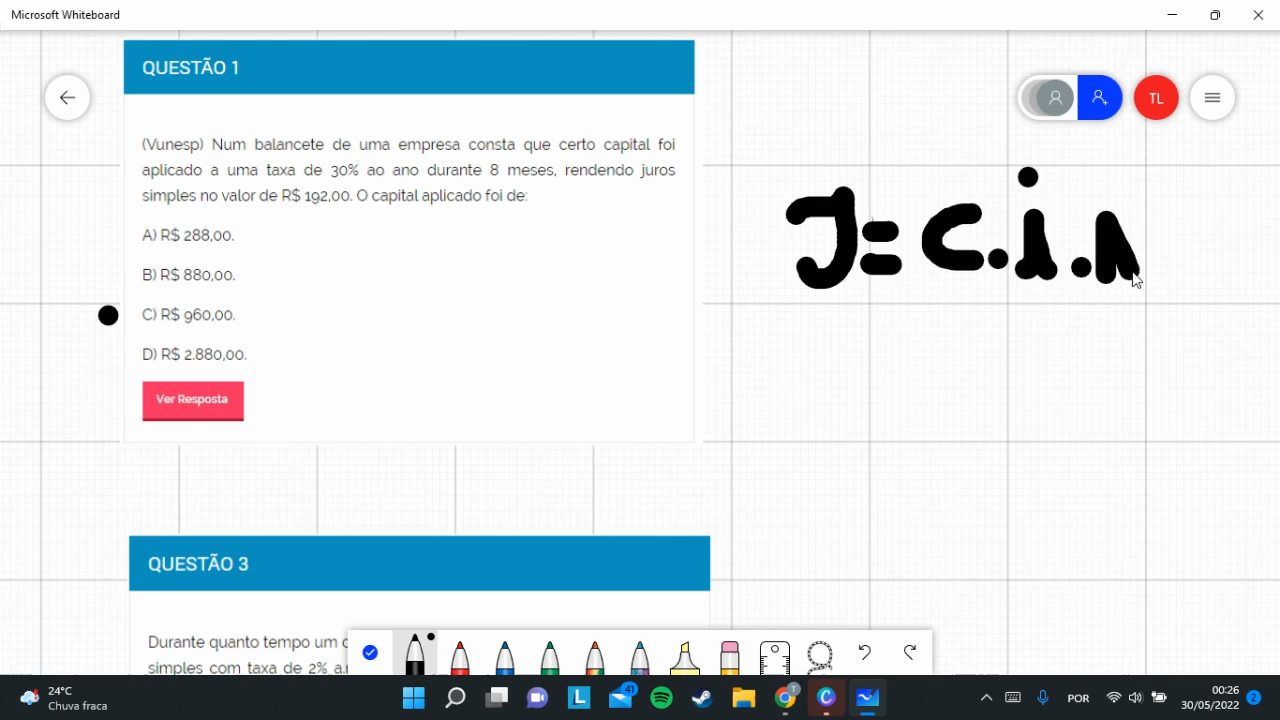 Microsoft Whiteboard
QUESTÃO 1
(Vunesp) Num balancete de uma empresa consta que certo capital foi
aplicado a uma taxa de 30% ao ano durante 8 meses, rendendo juros
simples no valor de R$ 192,00. O capital aplicado foi de:
A) R$ 288,00.
B) R$ 880,00.
C) R$ 960,00.
D) R$ 2.880,00.
Ver Resposta
TL
J=C.i.
QUESTÃO 3
Durante quanto tempo um c
simples com taxa de 2% a.
24°C
Chuva fraca
L
41
T
C
POR
00:26
30/05/2022
2